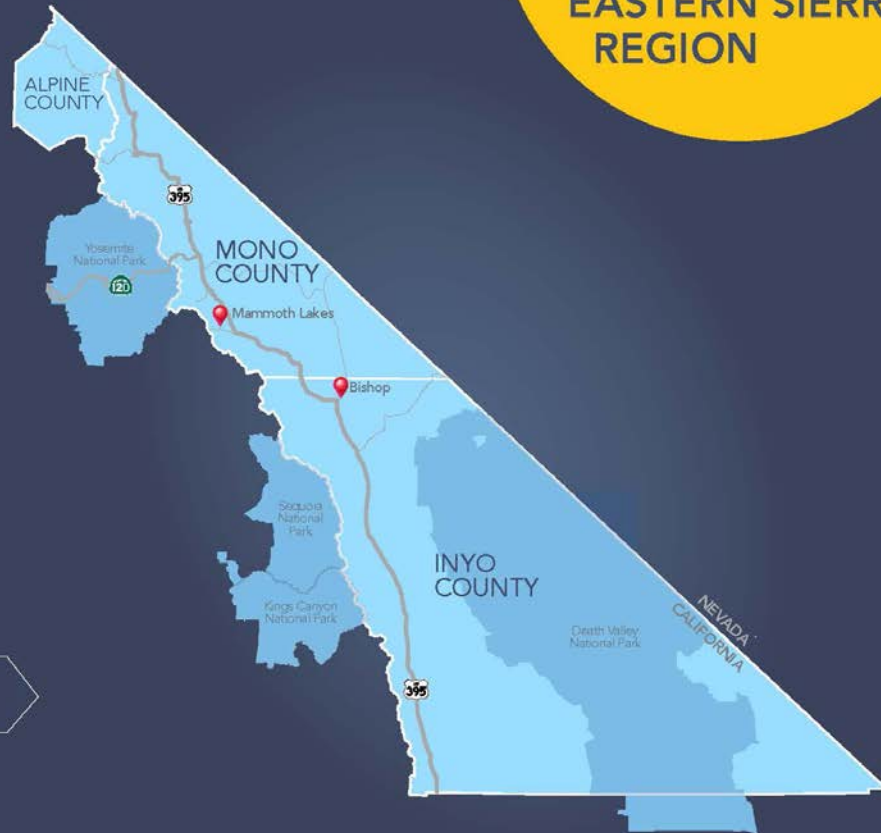 EASTERN SIERR
REGION
ALPINE
COUNTY
395
Yosemite
National Park
120
MONO
COUNTY
Mammoth Lakes
Bishop
Sequoia
National
Park
Kings Canyon
National Park
INYO
COUNTY
Death Valley
National Park
NEVADA
CALIFORNIA
395